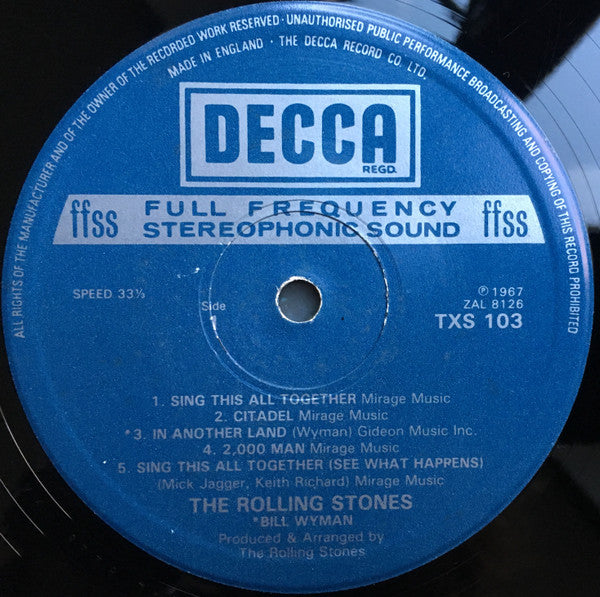 ALL RIGHTS OF THE MANUFACTURER AND OF THE OWNER OF THE RECORDED WORK RESERVED · UNAUTHORISED PUBLIC PERFORMANCE BROADCASTING AND COPYING OF THIS RECORD PROHIBITED
MADE IN ENGLAND · THE DECCA RECORD CO. LTD.
DECCA
REGD.
ffss FULL FREQUENCY STEREOPHONIC SOUND ffss
SPEED 33⅓
Side
℗ 1967
ZAL 8126
TXS 103
1. SING THIS ALL TOGETHER Mirage Music
2. CITADEL Mirage Music
*3. IN ANOTHER LAND (Wyman) Gideon Music Inc.
4. 2,000 MAN Mirage Music
5. SING THIS ALL TOGETHER (SEE WHAT HAPPENS)
(Mick Jagger, Keith Richard) Mirage Music
THE ROLLING STONES
*BILL WYMAN
Produced & Arranged by
The Rolling Stones